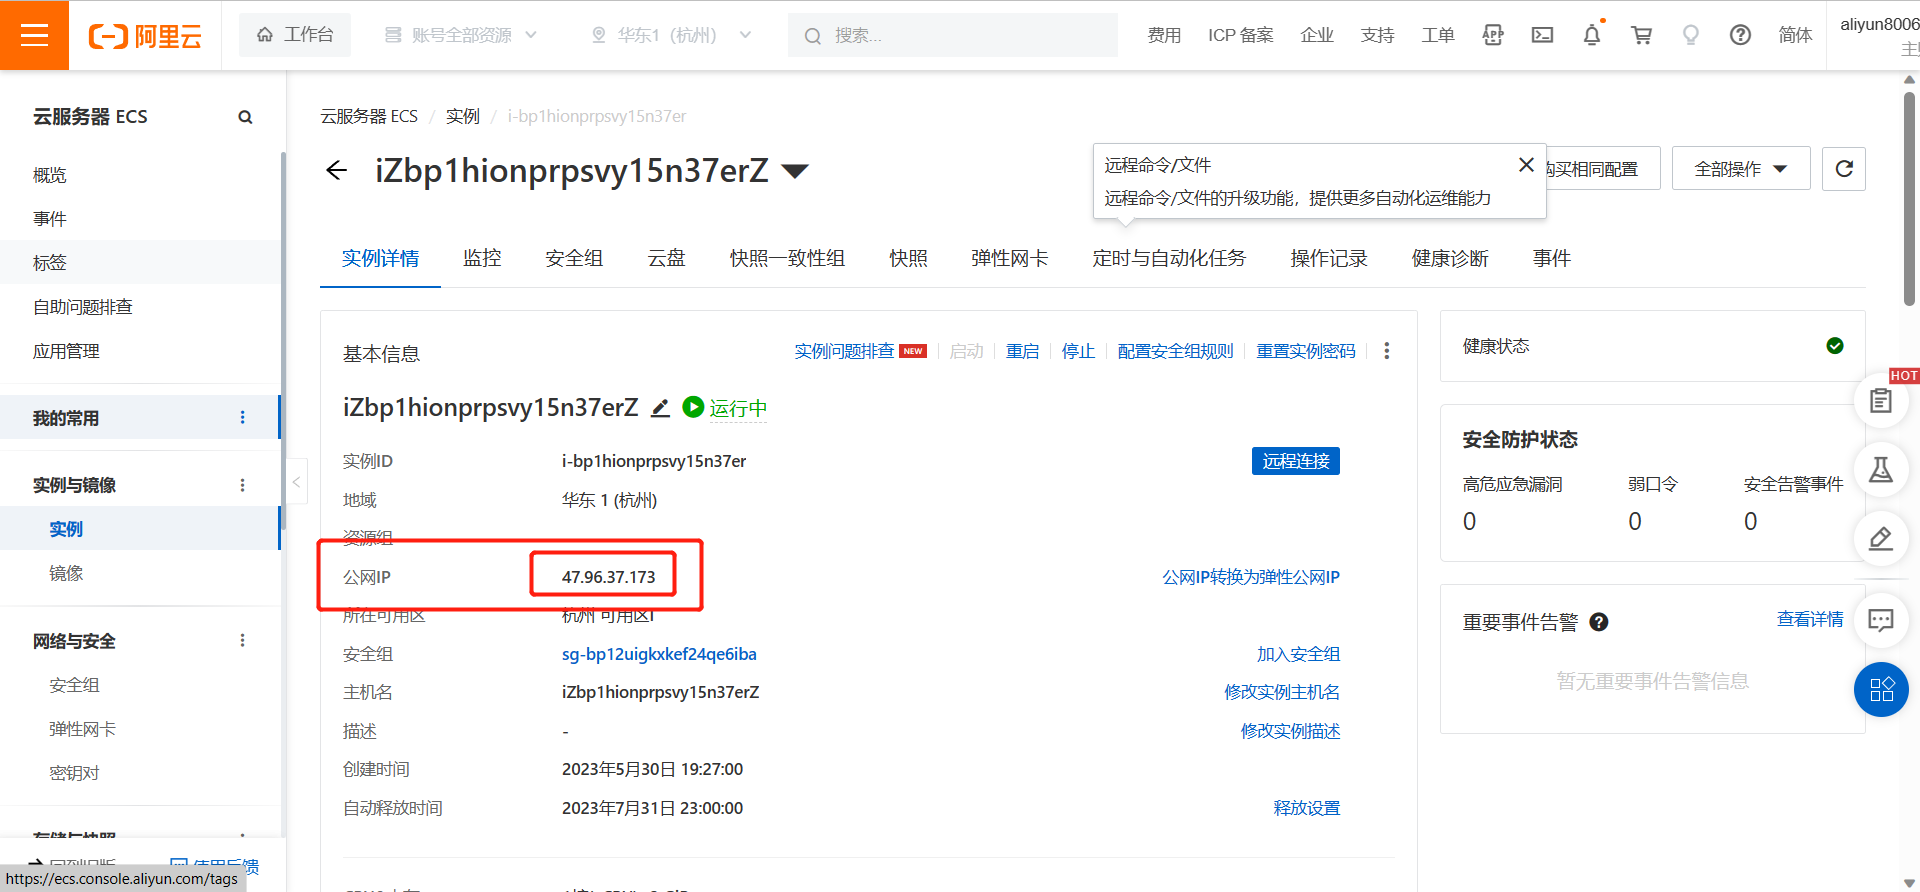 阿里云
工作台
账号全部资源
华东1（杭州）
搜索...
费用
ICP 备案
企业
支持
工单
简体
aliyun8006
云服务器 ECS
概览
事件
标签
自助问题排查
应用管理
我的常用
实例与镜像
实例
镜像
网络与安全
安全组
弹性网卡
密钥对
存储与快照
回到旧版
使用反馈
https://ecs.console.aliyun.com/tags
云服务器 ECS / 实例 / i-bp1hionprpsvy15n37er
iZbp1hionprpsvy15n37erZ
远程命令/文件
远程命令/文件的升级功能，提供更多自动化运维能力
购买相同配置
全部操作
实例详情 监控 安全组 云盘 快照一致性组 快照 弹性网卡 定时与自动化任务 操作记录 健康诊断 事件
基本信息
实例问题排查 NEW 启动 重启 停止 配置安全组规则 重置实例密码
iZbp1hionprpsvy15n37erZ 运行中
实例ID i-bp1hionprpsvy15n37er 远程连接
地域 华东 1 (杭州)
资源组
公网IP 47.96.37.173 公网IP转换为弹性公网IP
所在可用区 杭州 可用区I
安全组 sg-bp12uigkxkef24qe6iba 加入安全组
主机名 iZbp1hionprpsvy15n37erZ 修改实例主机名
描述 - 修改实例描述
创建时间 2023年5月30日 19:27:00
自动释放时间 2023年7月31日 23:00:00 释放设置
健康状态
安全防护状态
高危应急漏洞 弱口令 安全告警事件
0 0 0
重要事件告警 查看详情
暂无重要事件告警信息
HOT